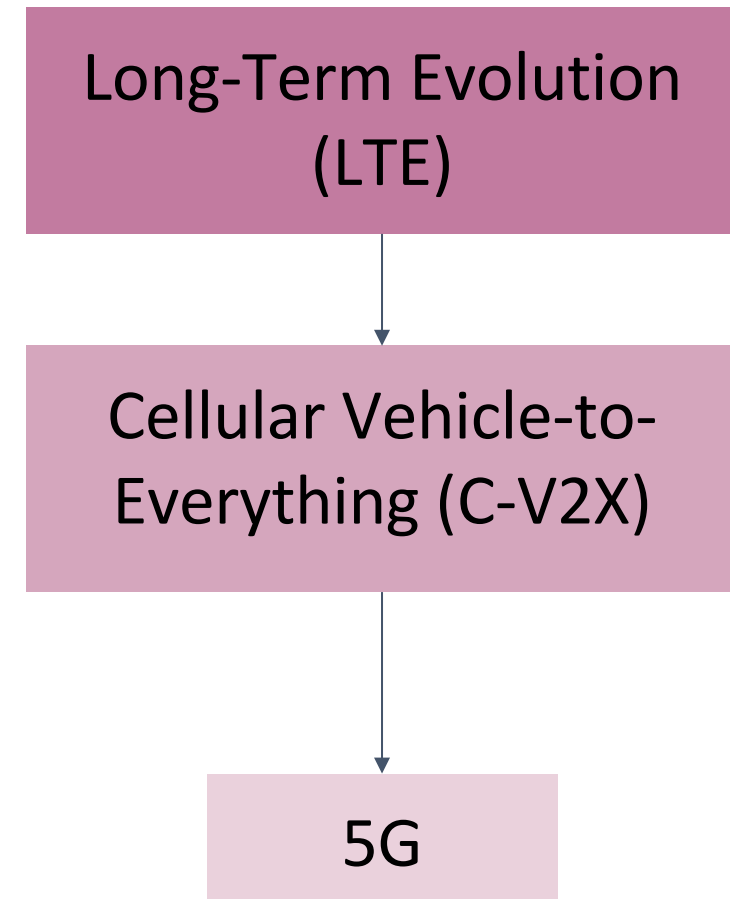 Long-Term Evolution
(LTE)
Cellular Vehicle-to-
Everything (C-V2X)
5G